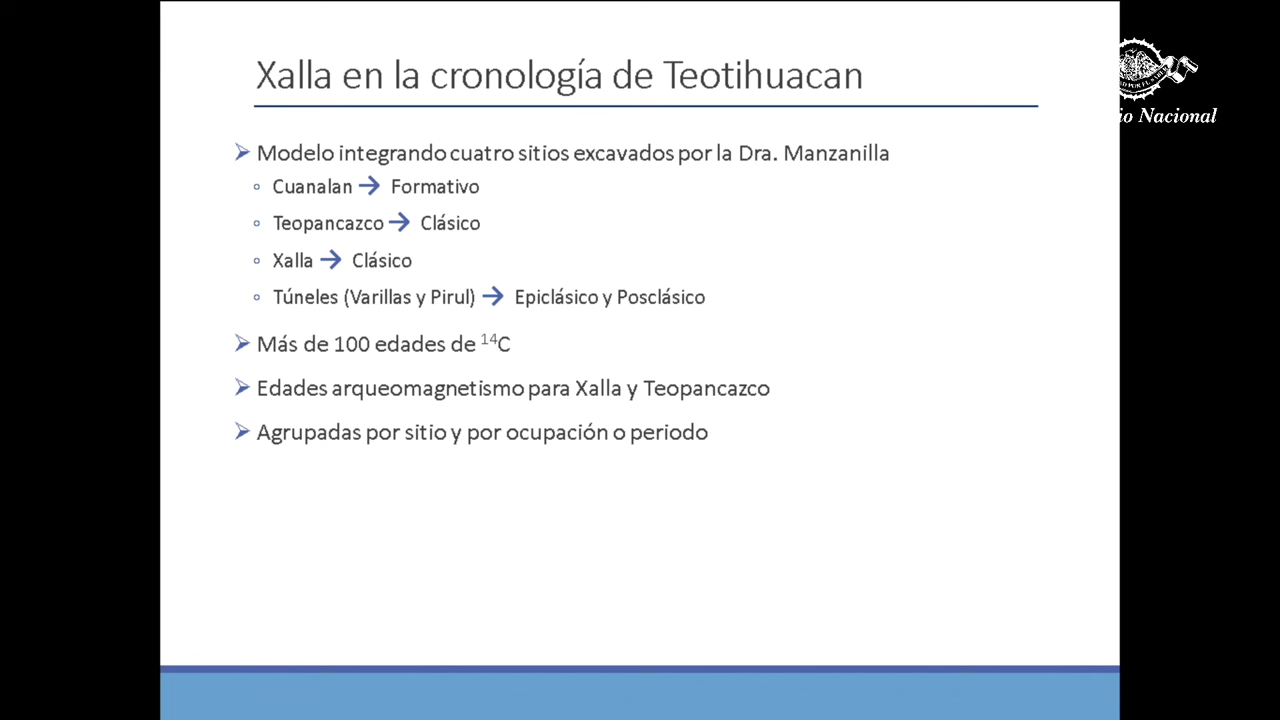 Xalla en la cronología de Teotihuacan
Modelo integrando cuatro sitios excavados por la Dra. Manzanilla
Cuanalan → Formativo
Teopancazco → Clásico
Xalla → Clásico
Túneles (Varillas y Pirul) → Epiclásico y Posclásico
Más de 100 edades de ¹⁴C
Edades arqueomagnetismo para Xalla y Teopancazco
Agrupadas por sitio y por ocupación o periodo
io Nacional